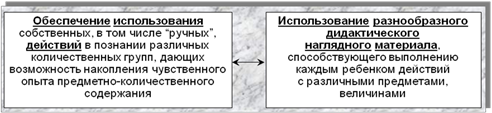 Обеспечение использования
собственных, в том числе "ручных",
действий в познании различных
количественных групп, дающих
возможность накопления чувственного
опыта предметно-количественного
содержания
Использование разнообразного
дидактического
наглядного материала,
способствующего выполнению
каждым ребенком действий
с различными предметами,
величинами